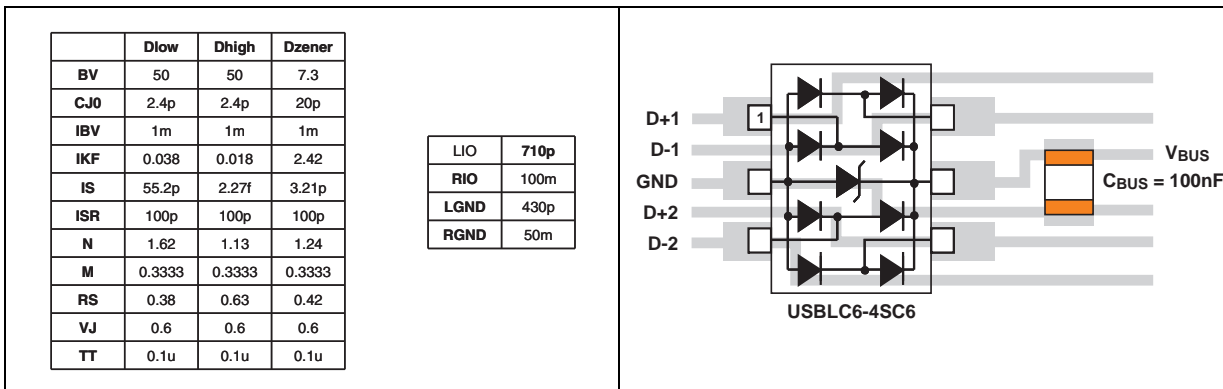 Dlow Dhigh Dzener
BV 50 50 7.3
CJ0 2.4p 2.4p 20p
IBV 1m 1m 1m
IKF 0.038 0.018 2.42
IS 55.2p 2.27f 3.21p
ISR 100p 100p 100p
N 1.62 1.13 1.24
M 0.3333 0.3333 0.3333
RS 0.38 0.63 0.42
VJ 0.6 0.6 0.6
TT 0.1u 0.1u 0.1u
LIO 710p
RIO 100m
LGND 430p
RGND 50m
D+1
1
D-1
GND
D+2
D-2
VBUS
CBUS = 100nF
USBLC6-4SC6